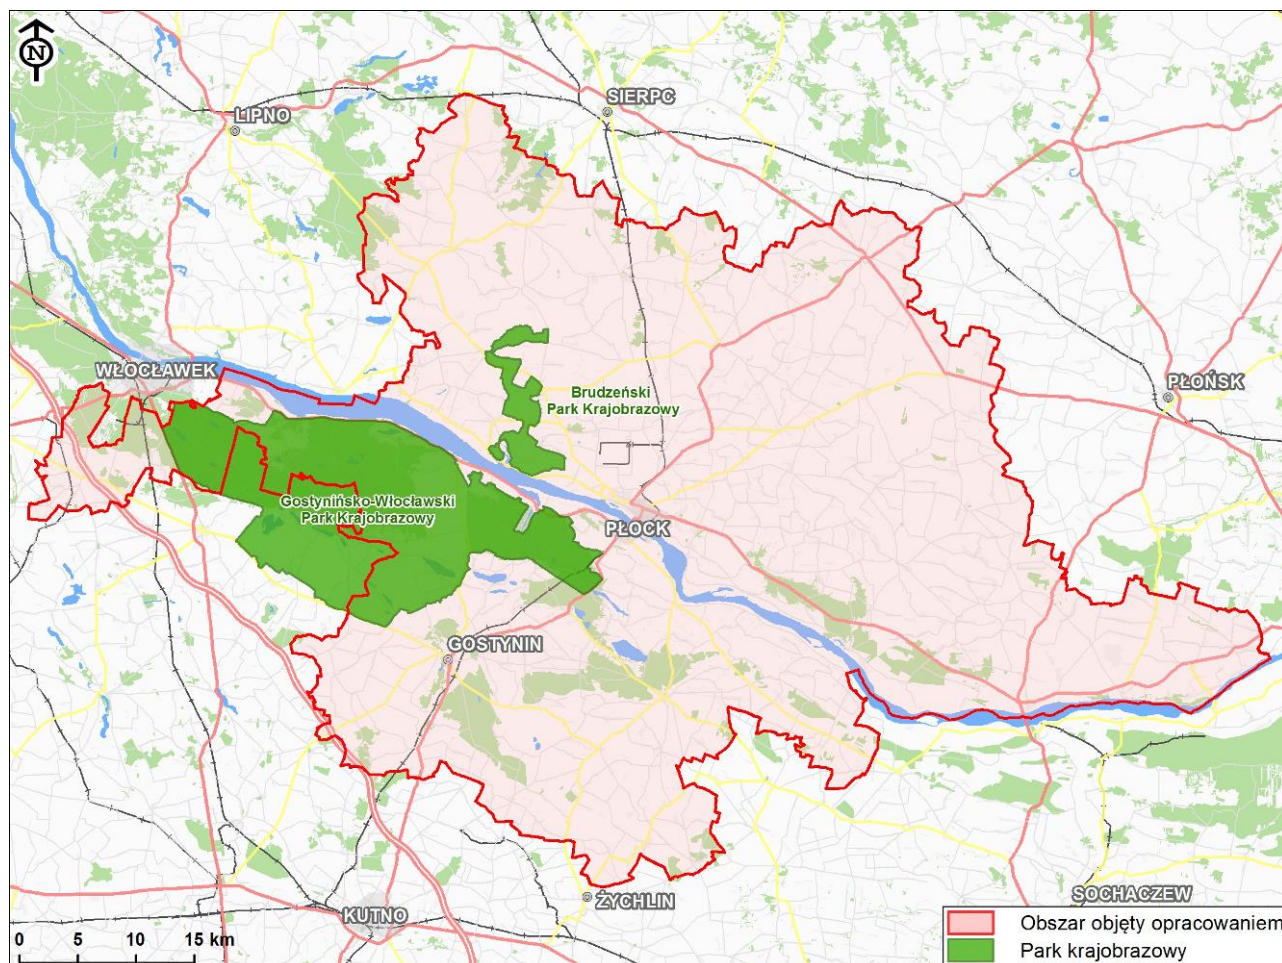 N
SIERPC
LIPNO
WŁOCŁAWEK
PŁOŃSK
Brudzeński
Park Krajobrazowy
Gostynińsko-Włocławski
Park Krajobrazowy
PŁOCK
GOSTYNIN
ŻYCHLIN
SOCHACZEW
KUTNO
0 5 10 15 km
Obszar objęty opracowaniem
Park krajobrazowy